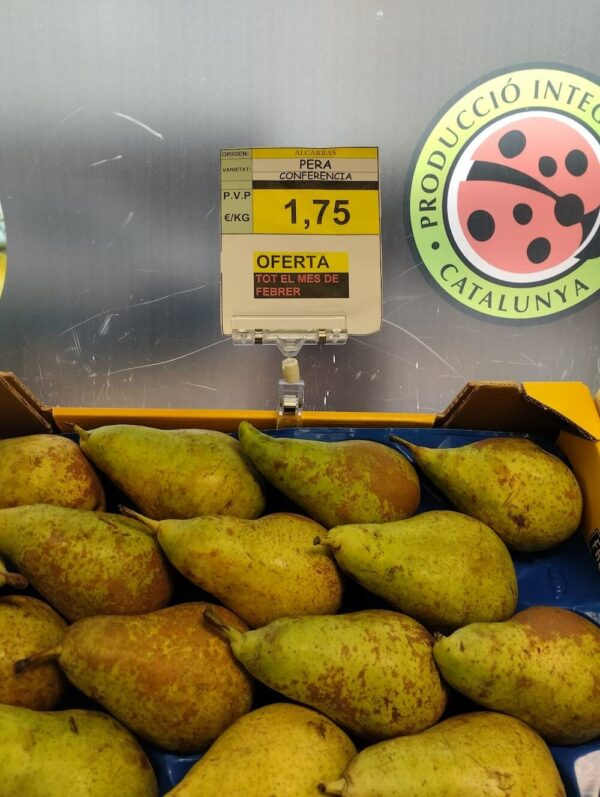 ORIGEN: ALCARRAS
VARIETAT: PERA
CONFERENCIA
P.V.P
€/KG
1,75
OFERTA
TOT EL MES DE
FEBRER
· PRODUCCIÓ INTE
CATALUNYA ·